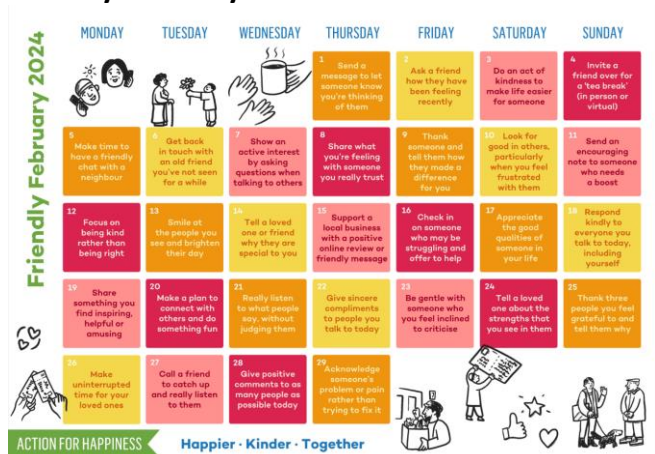 Friendly February 2024
MONDAY TUESDAY WEDNESDAY THURSDAY FRIDAY SATURDAY SUNDAY
1
Send a
message to let
someone know
you're thinking
of them
2
Ask a friend
how they have
been feeling
recently
3
Do an act of
kindness to
make life easier
for someone
4
Invite a
friend over for
a 'tea break'
(in person or
virtual)
5
Make time to
have a friendly
chat with a
neighbour
6
Get back
in touch with
an old friend
you've not seen
for a while
7
Show an
active interest
by asking
questions when
talking to others
8
Share what
you're feeling
with someone
you really trust
9
Thank
someone and
tell them how
they made a
difference
for you
10
Look for
good in others,
particularly
when you feel
frustrated
with them
11
Send an
encouraging
note to someone
who needs
a boost
12
Focus on
being kind
rather than
being right
13
Smile at
the people you
see and brighten
their day
14
Tell a loved
one or friend
why they are
special to you
15
Support a
local business
with a positive
online review or
friendly message
16
Check in
on someone
who may be
struggling and
offer to help
17
Appreciate
the good
qualities of
someone in
your life
18
Respond
kindly to
everyone you
talk to today,
including
yourself
19
Share
something you
find inspiring,
helpful or
amusing
20
Make a plan to
connect with
others and do
something fun
21
Really listen
to what people
say, without
judging them
22
Give sincere
compliments
to people you
talk to today
23
Be gentle with
someone who
you feel inclined
to criticise
24
Tell a loved
one about the
strengths that
you see in them
25
Thank three
people you feel
grateful to and
tell them why
26
Make
uninterrupted
time for your
loved ones
27
Call a friend
to catch up
and really listen
to them
28
Give positive
comments to as
many people as
possible today
29
Acknowledge
someone's
problem or pain
rather than
trying to fix it
ACTION FOR HAPPINESS
Happier · Kinder · Together